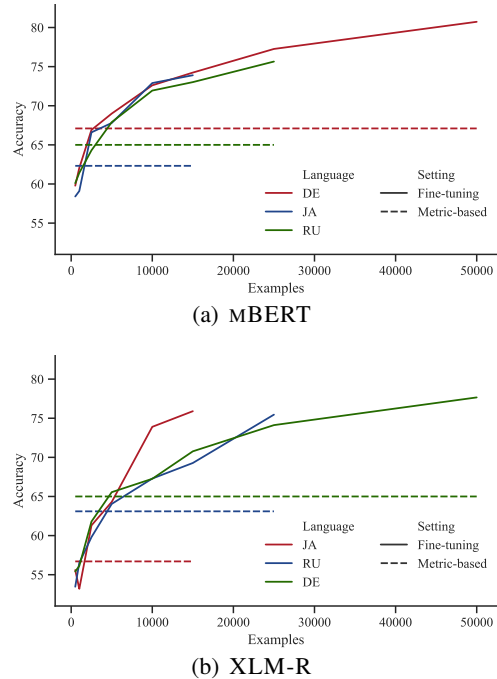 80
75
70
65
60
55
Accuracy
Language Setting
DE Fine-tuning
JA Metric-based
RU
0 10000 20000 30000 40000 50000
Examples
(a) MBERT
80
75
70
65
60
55
Accuracy
Language Setting
JA Fine-tuning
RU Metric-based
DE
0 10000 20000 30000 40000 50000
Examples
(b) XLM-R